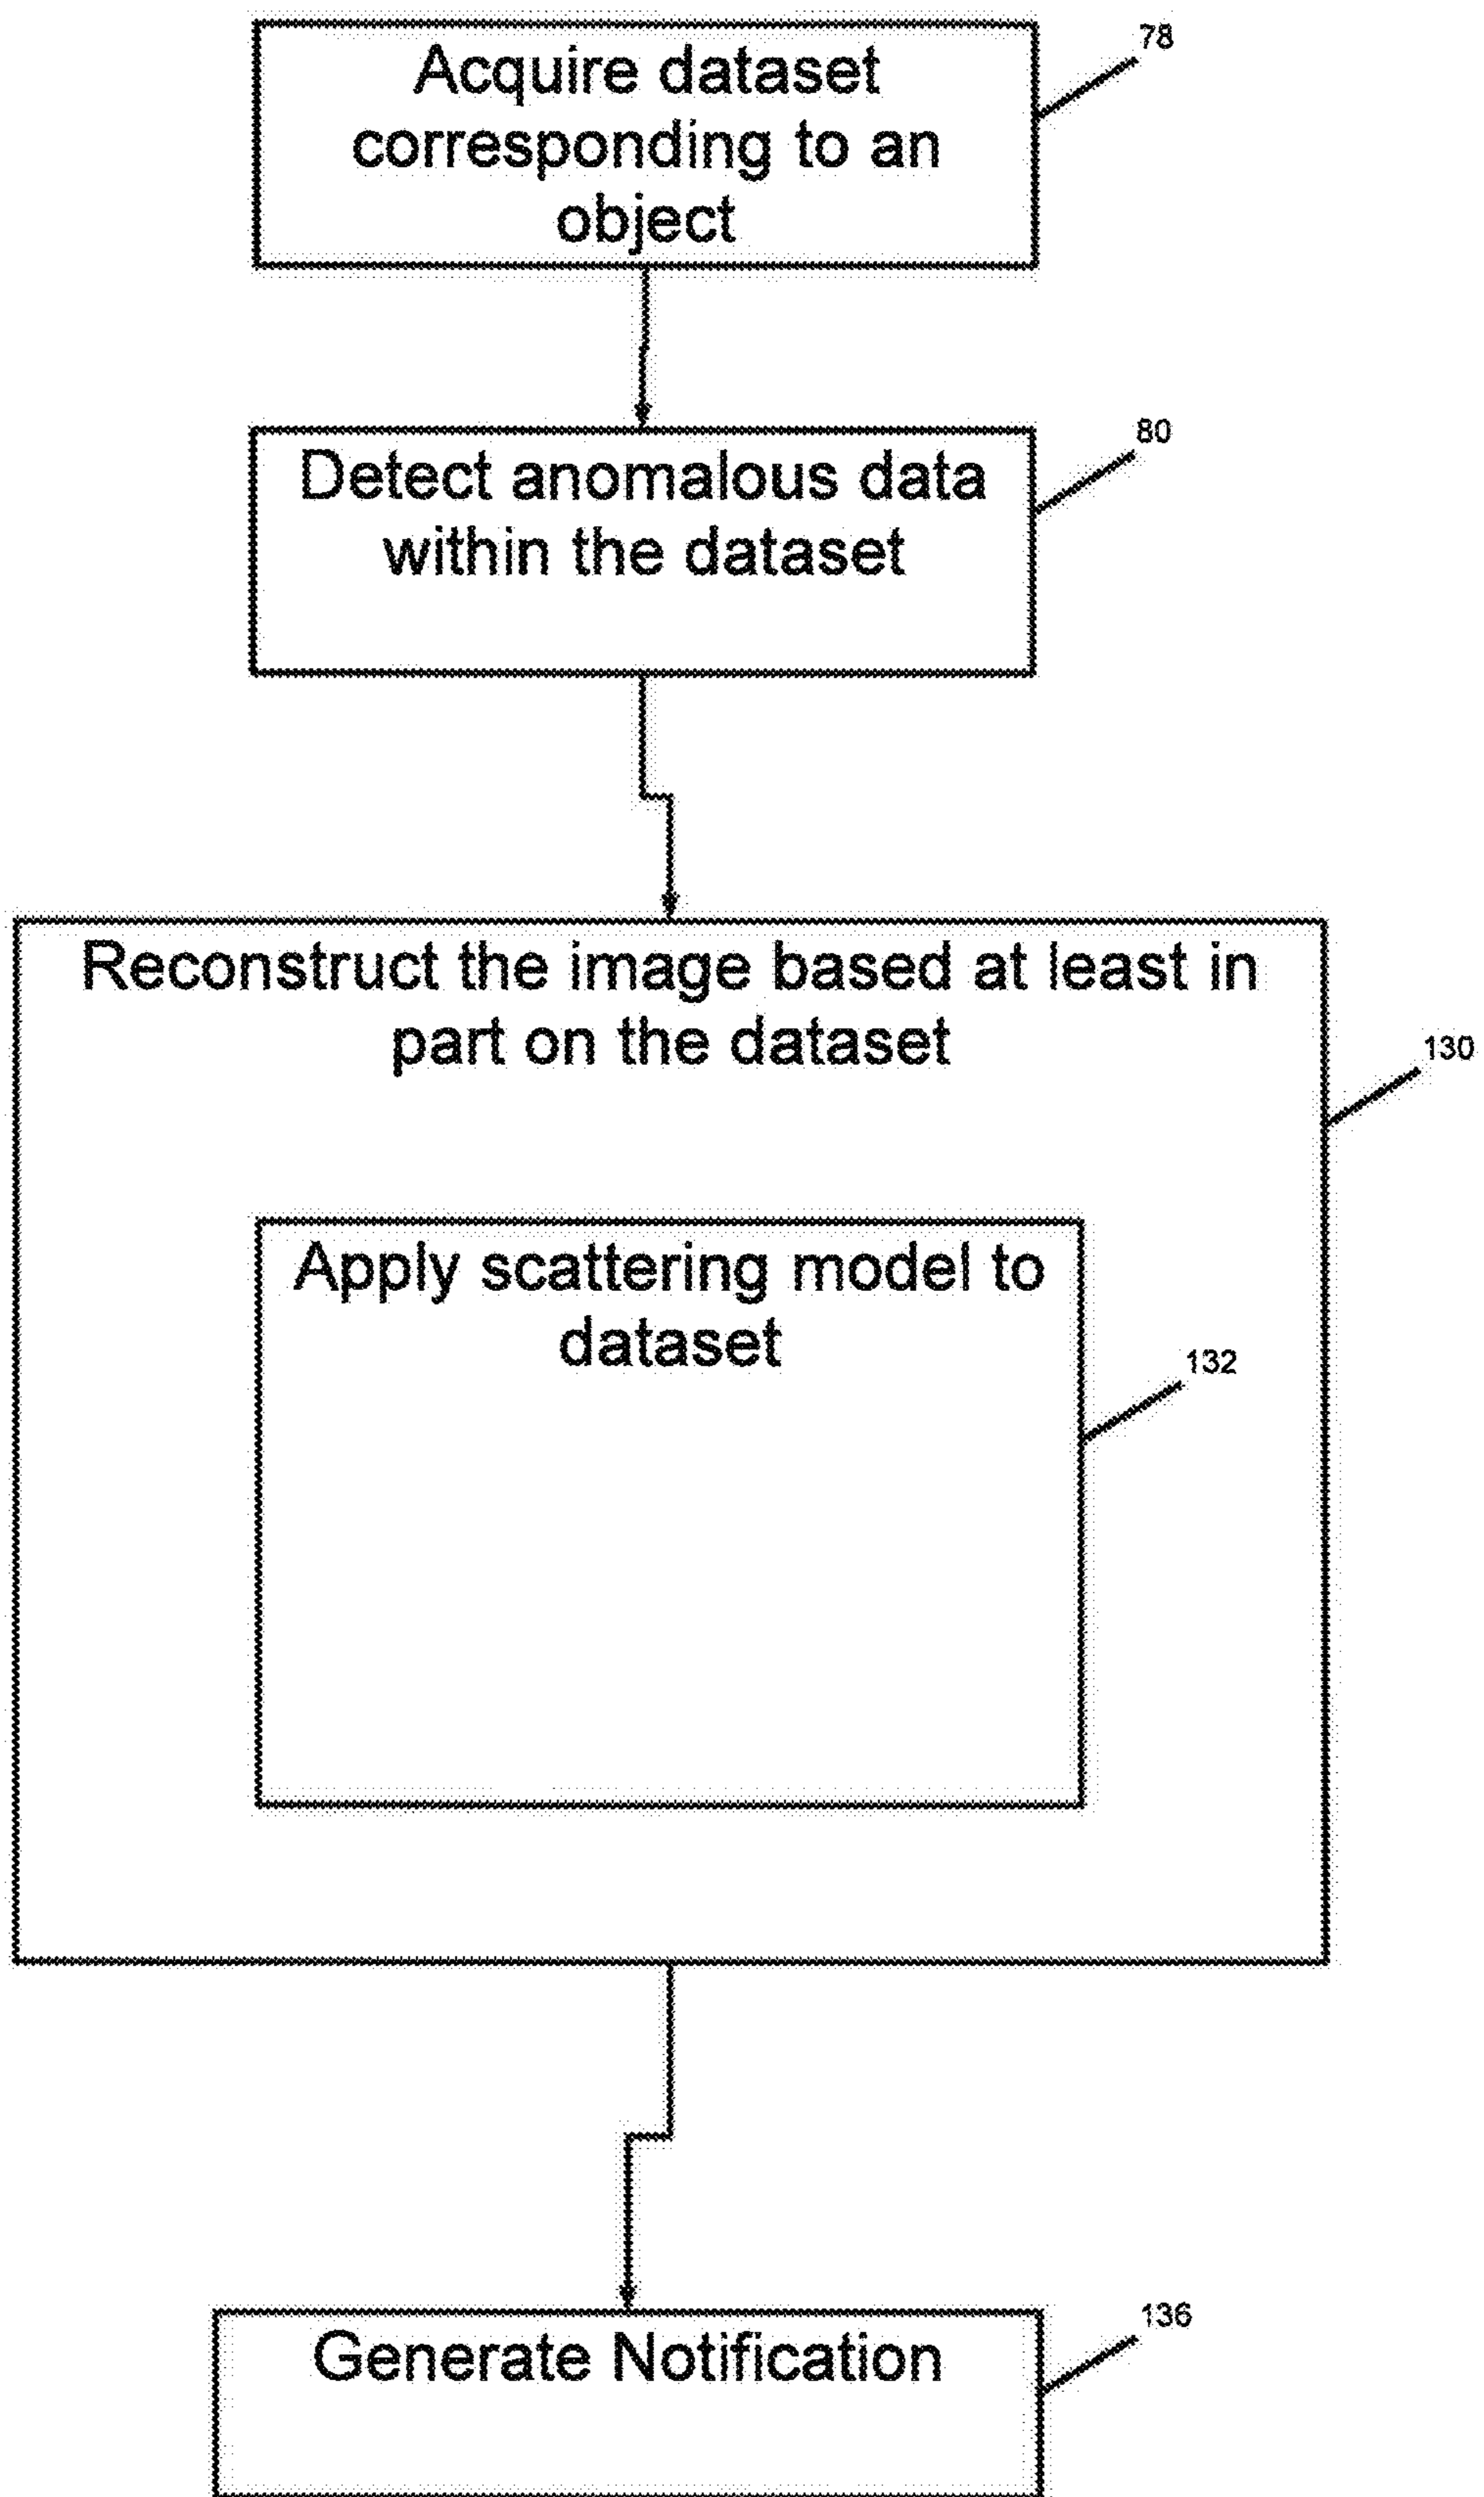 78
Acquire dataset
corresponding to an
object
80
Detect anomalous data
within the dataset
Reconstruct the image based at least in
part on the dataset
130
Apply scattering model to
dataset
132
136
Generate Notification